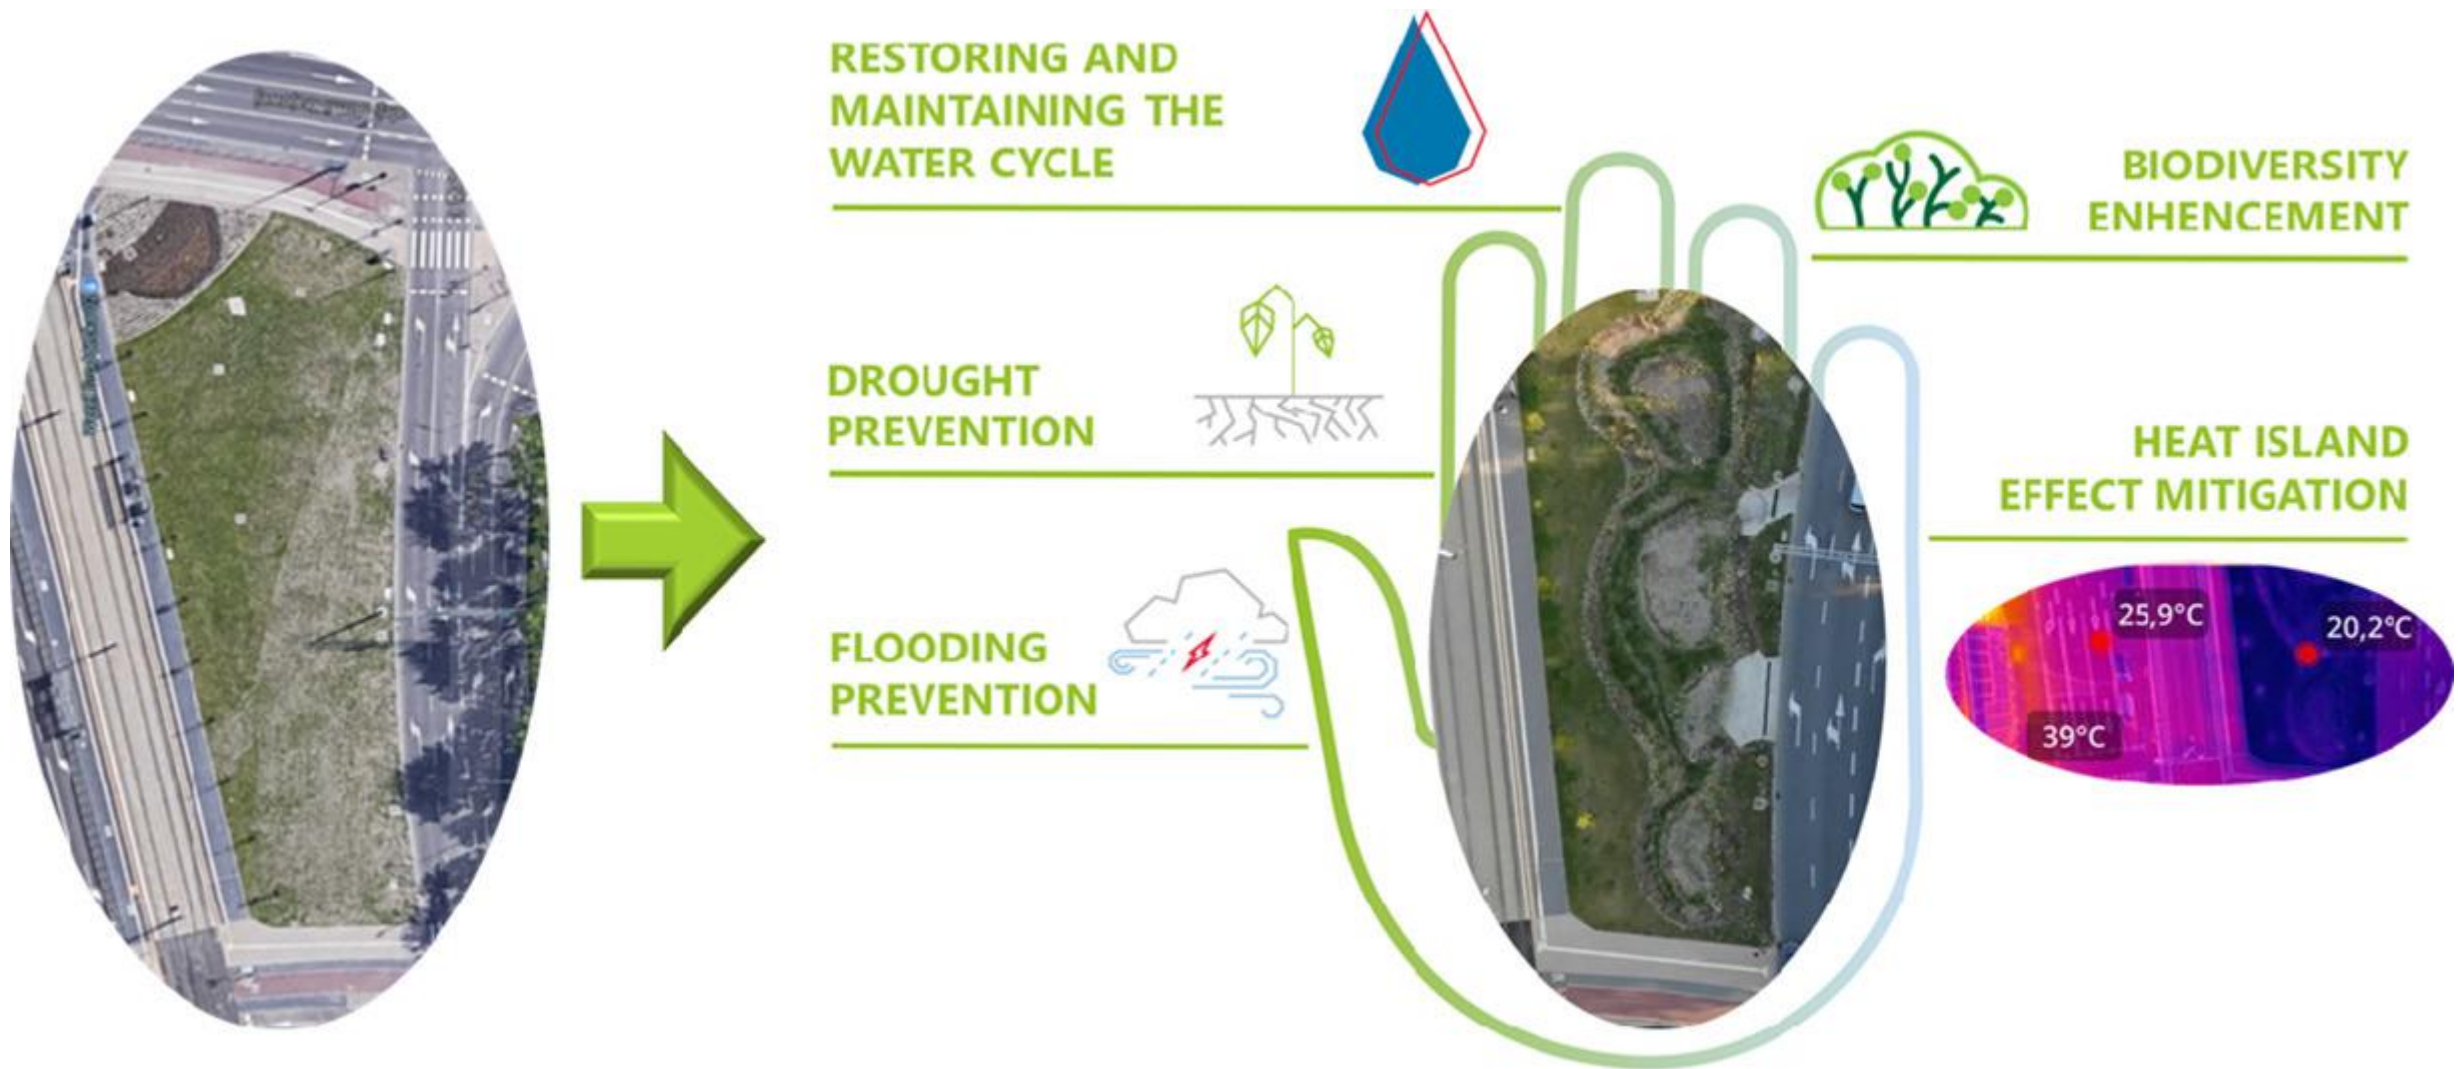 RESTORING AND
MAINTAINING THE
WATER CYCLE
BIODIVERSITY
ENHENCEMENT
DROUGHT
PREVENTION
HEAT ISLAND
EFFECT MITIGATION
FLOODING
PREVENTION
25,9°C
20,2°C
39°C